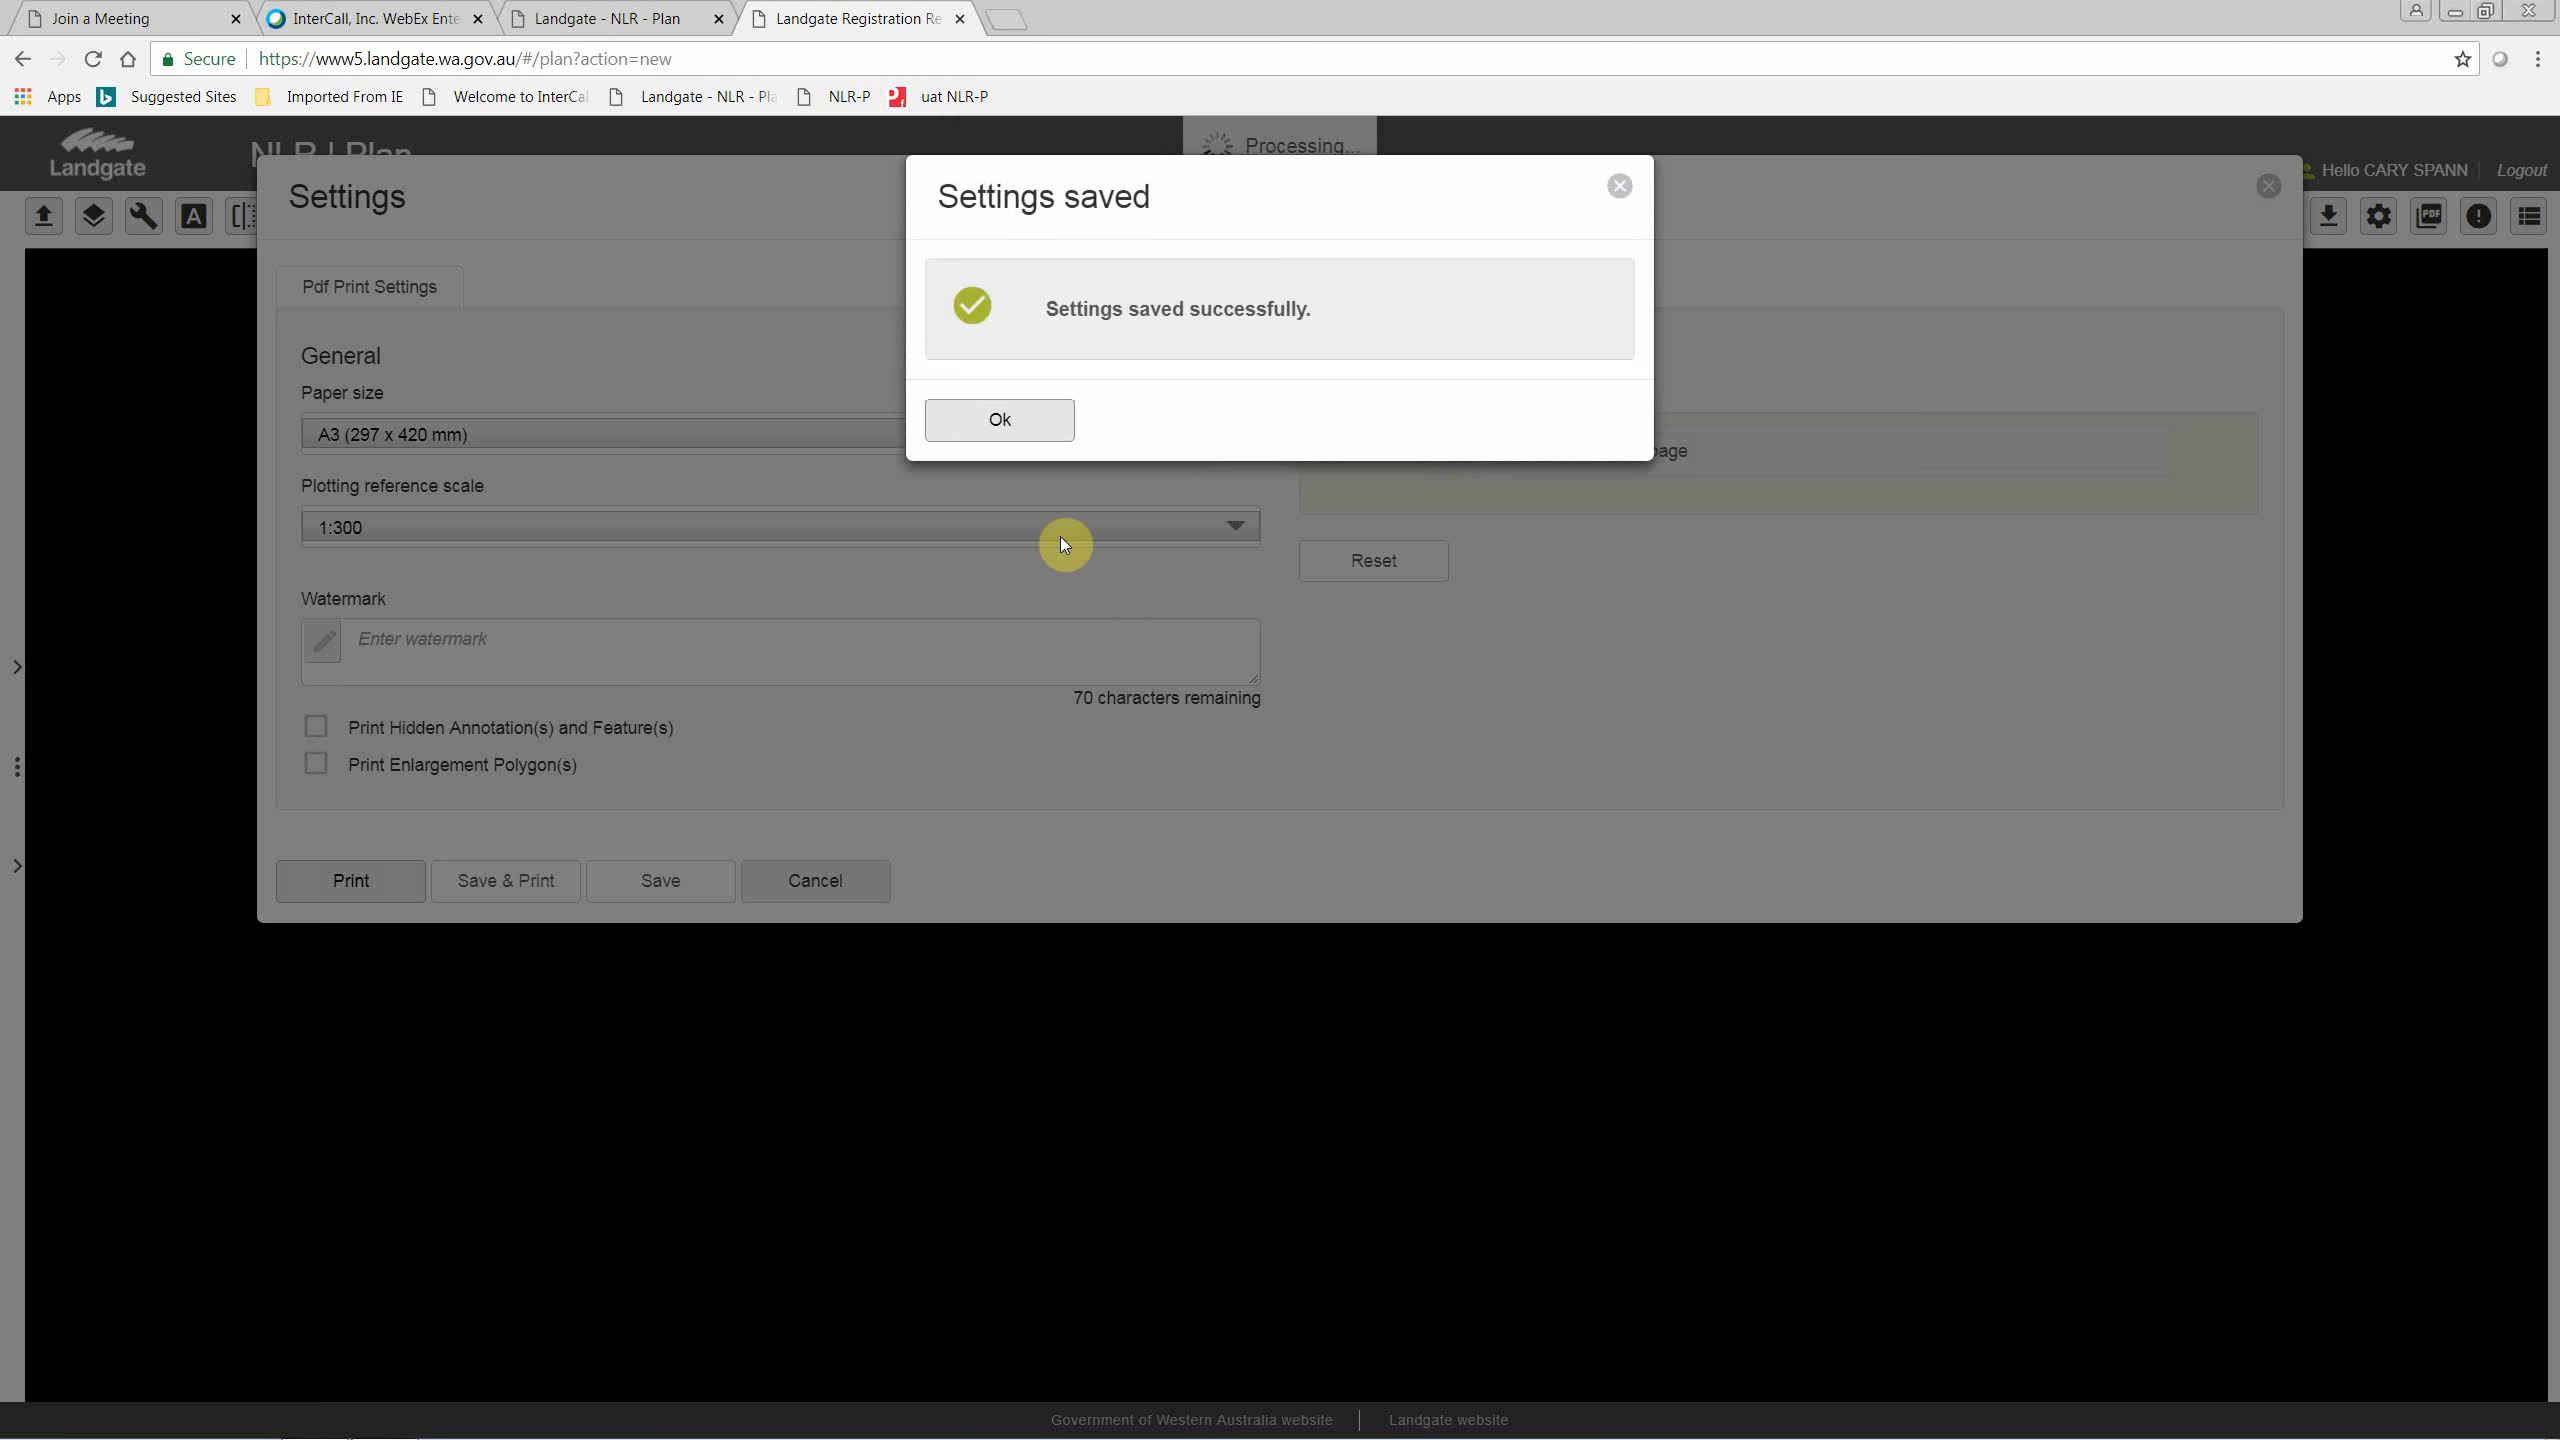 Join a Meeting
InterCall, Inc. WebEx Ente
Landgate - NLR - Plan
Landgate Registration Re
Secure
https://www5.landgate.wa.gov.au/#/plan?action=new
Apps
Suggested Sites
Imported From IE
Welcome to InterCal
Landgate - NLR - Pla
NLR-P
uat NLR-P
Landgate
NLR | Plan
Processing...
Hello CARY SPANN
Logout
Settings
Settings saved
Pdf Print Settings
Settings saved successfully.
General
Paper size
Ok
A3 (297 x 420 mm)
page
Plotting reference scale
1:300
Reset
Watermark
Enter watermark
70 characters remaining
Print Hidden Annotation(s) and Feature(s)
Print Enlargement Polygon(s)
Print
Save & Print
Save
Cancel
Government of Western Australia website
Landgate website